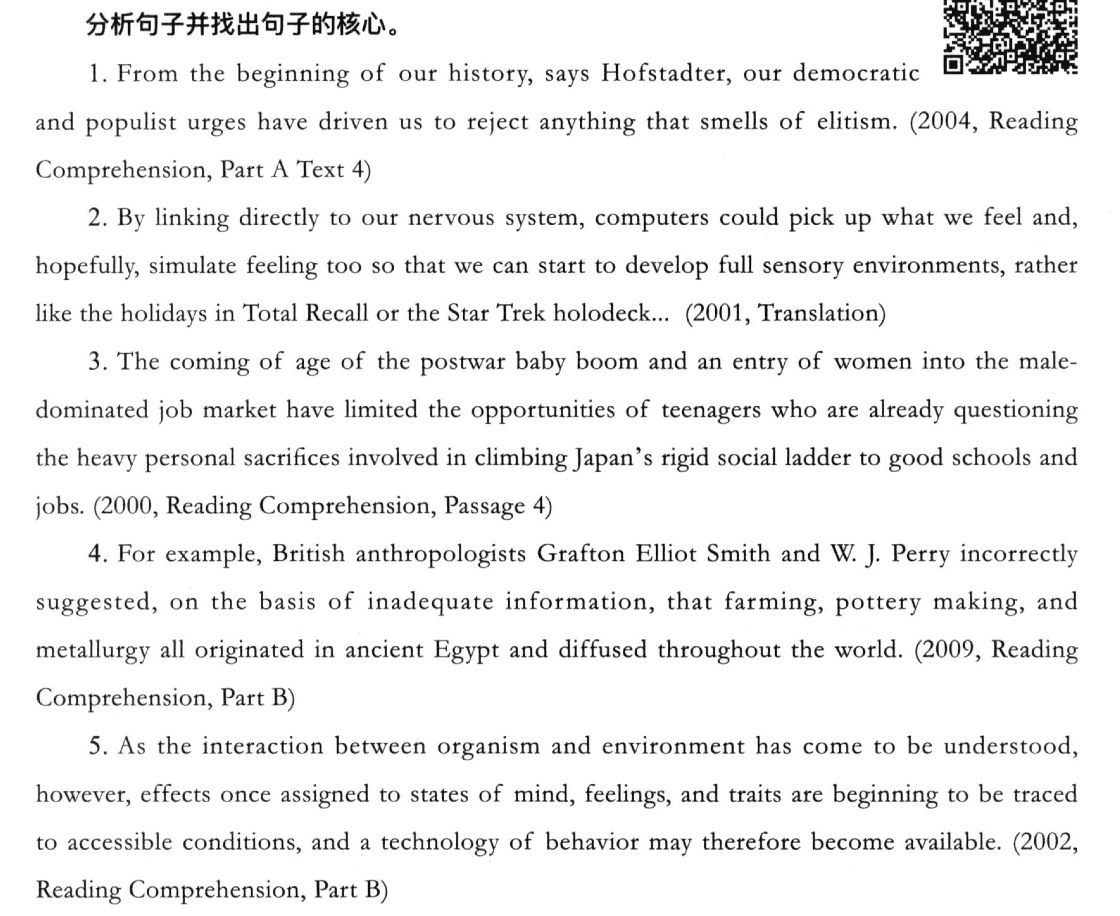 分析句子并找出句子的核心。
1. From the beginning of our history, says Hofstadter, our democratic
and populist urges have driven us to reject anything that smells of elitism. (2004, Reading
Comprehension, Part A Text 4)
2. By linking directly to our nervous system, computers could pick up what we feel and,
hopefully, simulate feeling too so that we can start to develop full sensory environments, rather
like the holidays in Total Recall or the Star Trek holodeck... (2001, Translation)
3. The coming of age of the postwar baby boom and an entry of women into the male-
dominated job market have limited the opportunities of teenagers who are already questioning
the heavy personal sacrifices involved in climbing Japan’s rigid social ladder to good schools and
jobs. (2000, Reading Comprehension, Passage 4)
4. For example, British anthropologists Grafton Elliot Smith and W. J. Perry incorrectly
suggested, on the basis of inadequate information, that farming, pottery making, and
metallurgy all originated in ancient Egypt and diffused throughout the world. (2009, Reading
Comprehension, Part B)
5. As the interaction between organism and environment has come to be understood,
however, effects once assigned to states of mind, feelings, and traits are beginning to be traced
to accessible conditions, and a technology of behavior may therefore become available. (2002,
Reading Comprehension, Part B)